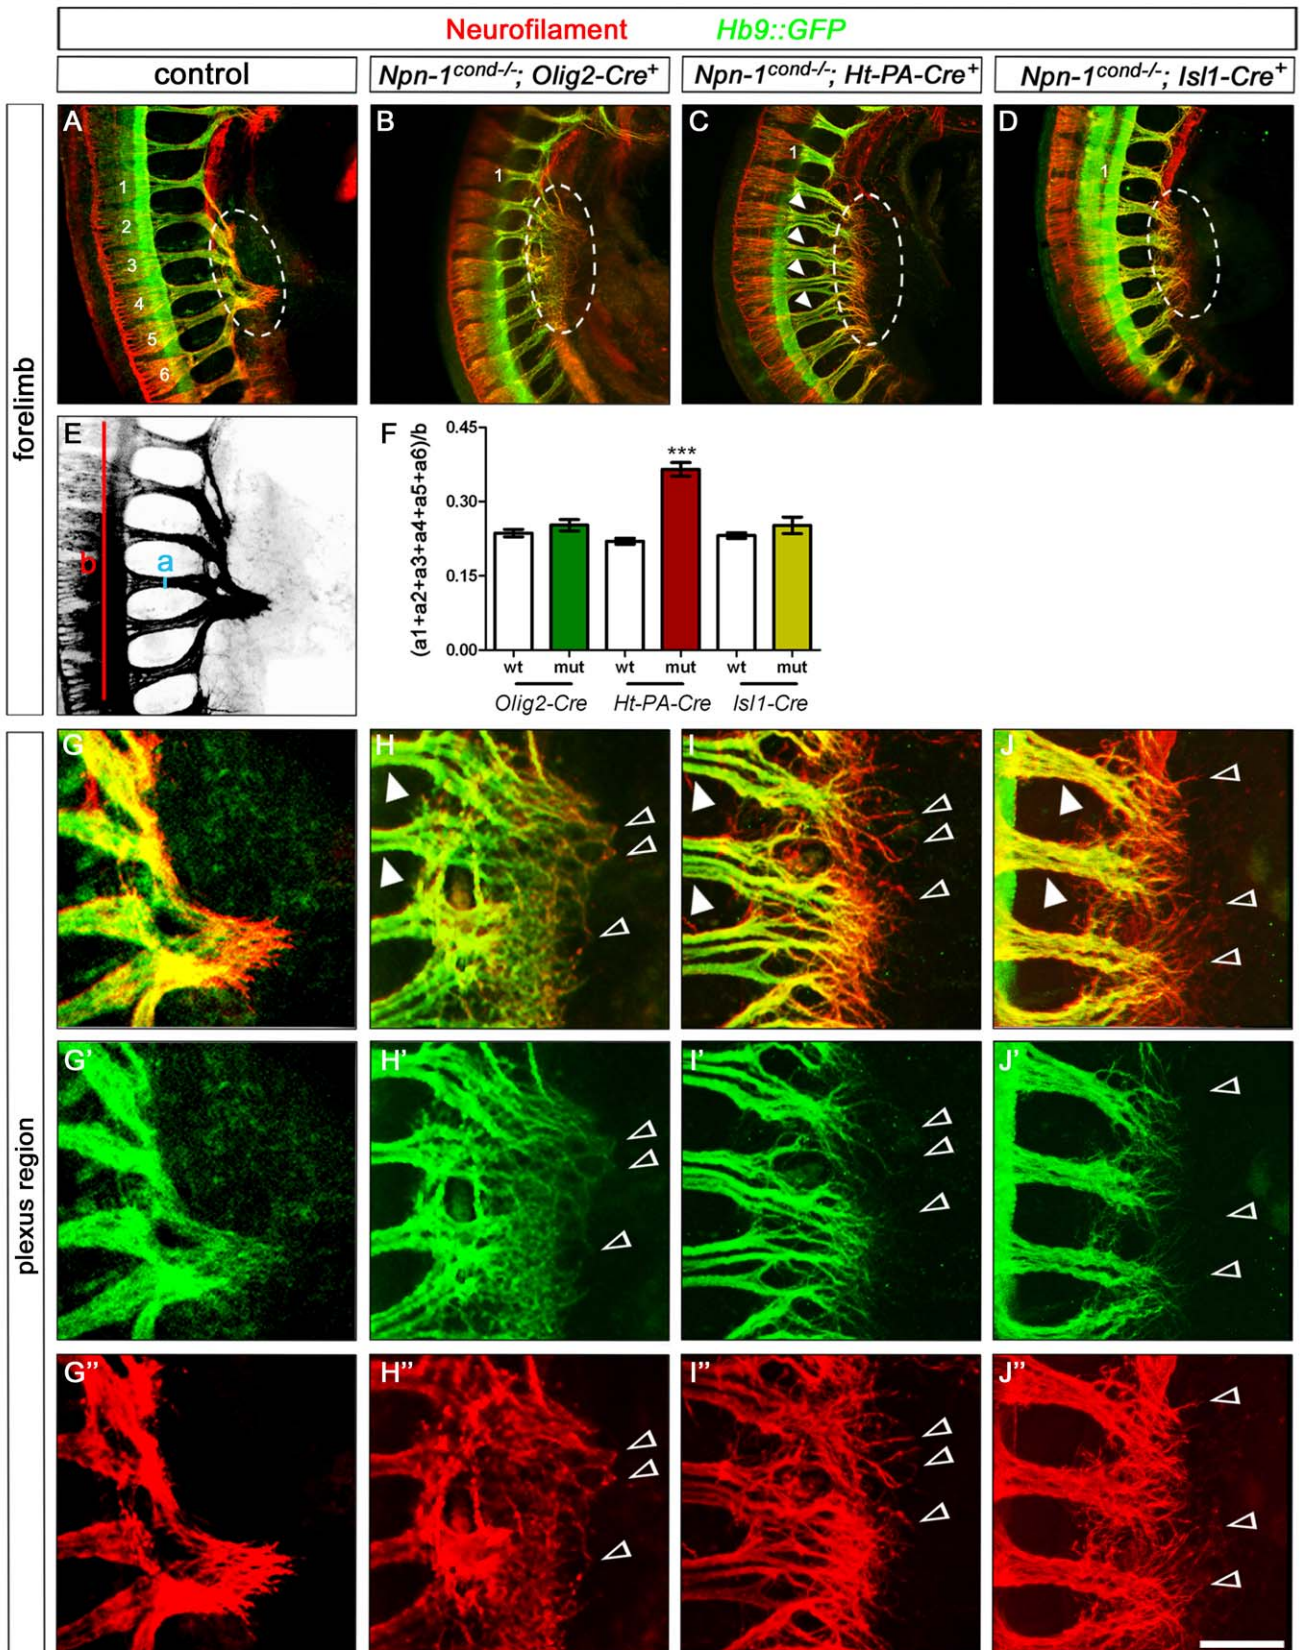 Neurofilament Hb9::GFP
control Npn-1cond-/-; Olig2-Cre+ Npn-1cond-/-; Ht-PA-Cre+ Npn-1cond-/-; Isl1-Cre+
forelimb
A B C D
1 1 1 1
2
3
4
5
6
E F
b a
(a1+a2+a3+a4+a5+a6)/b
0.45
0.30
0.15
0.00
***
wt mut wt mut wt mut
Olig2-Cre Ht-PA-Cre Isl1-Cre
plexus region
G H I J
G' H' I' J'
G" H" I" J"